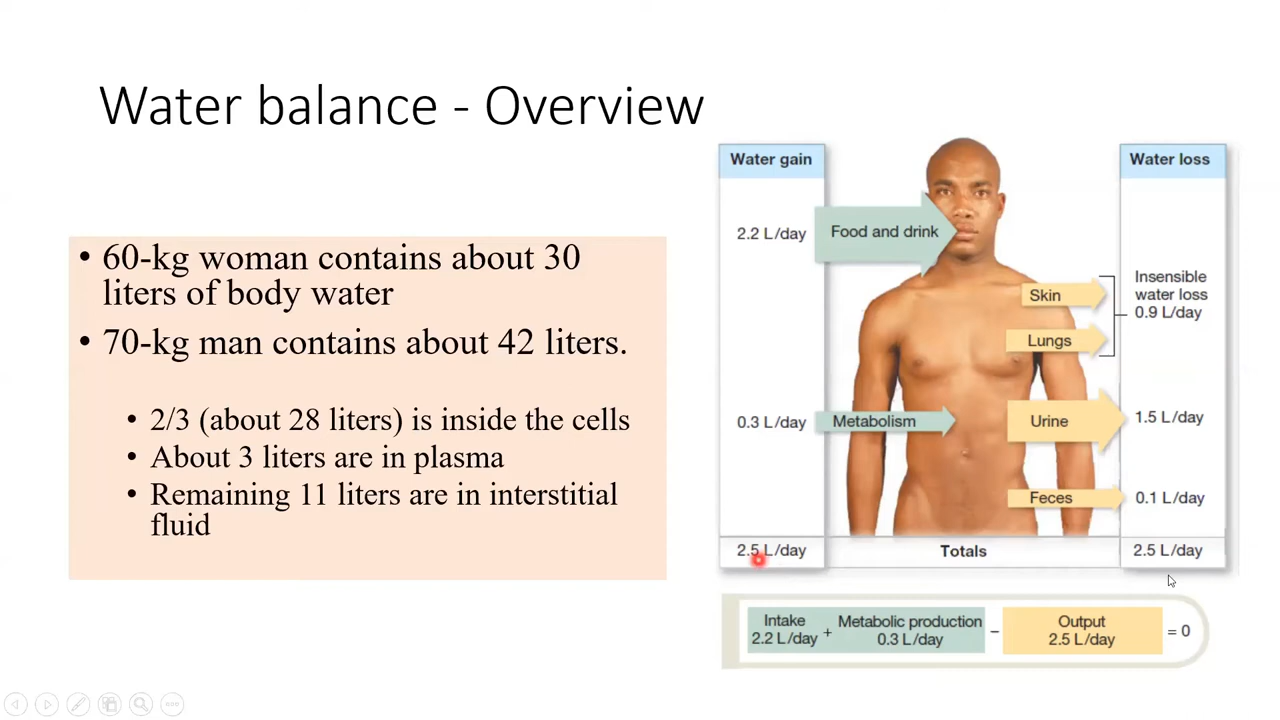 Water balance - Overview
• 60-kg woman contains about 30
liters of body water
• 70-kg man contains about 42 liters.
• 2/3 (about 28 liters) is inside the cells
• About 3 liters are in plasma
• Remaining 11 liters are in interstitial
fluid
Water gain
Water loss
2.2 L/day
Food and drink
Skin
Lungs
Insensible
water loss
0.9 L/day
0.3 L/day
Metabolism
Urine
1.5 L/day
Feces
0.1 L/day
2.5 L/day
Totals
2.5 L/day
Intake
2.2 L/day
+
Metabolic production
0.3 L/day
–
Output
2.5 L/day
= 0